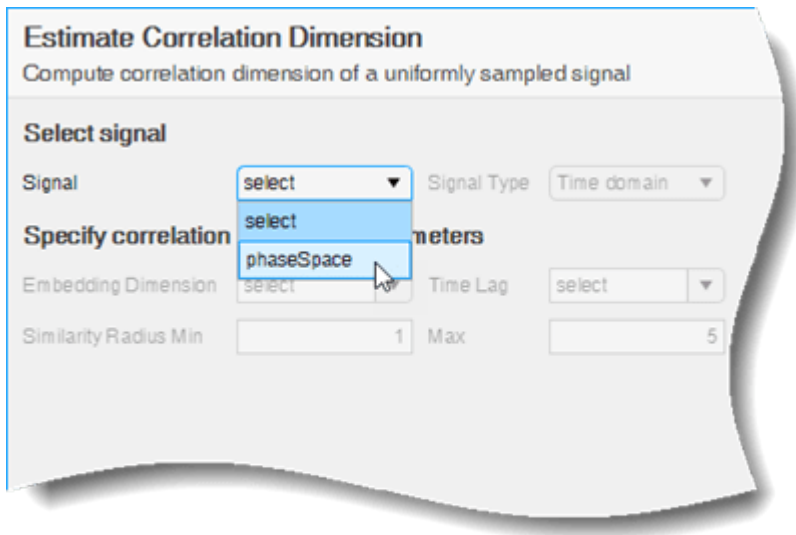 Estimate Correlation Dimension
Compute correlation dimension of a uniformly sampled signal
Select signal
Signal select Signal Type Time domain
select
Specify correlation meters
phaseSpace
Embedding Dimension select Time Lag select
Similarity Radius Min 1 Max 5